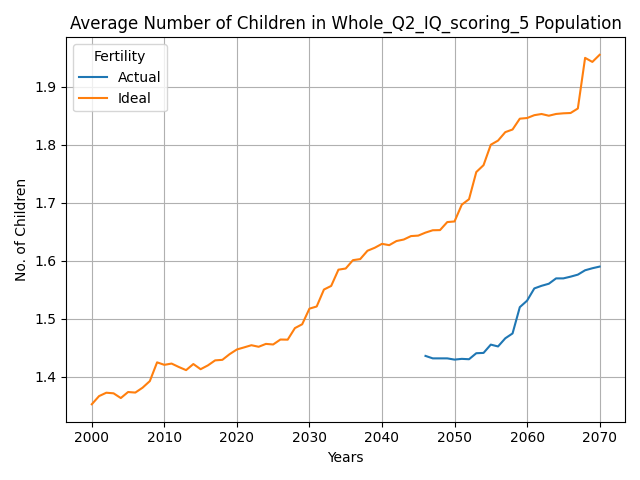 Average Number of Children in Whole_Q2_IQ_scoring_5 Population
Fertility
Actual
Ideal
No. of Children
1.9
1.8
1.7
1.6
1.5
1.4
2000 2010 2020 2030 2040 2050 2060 2070
Years